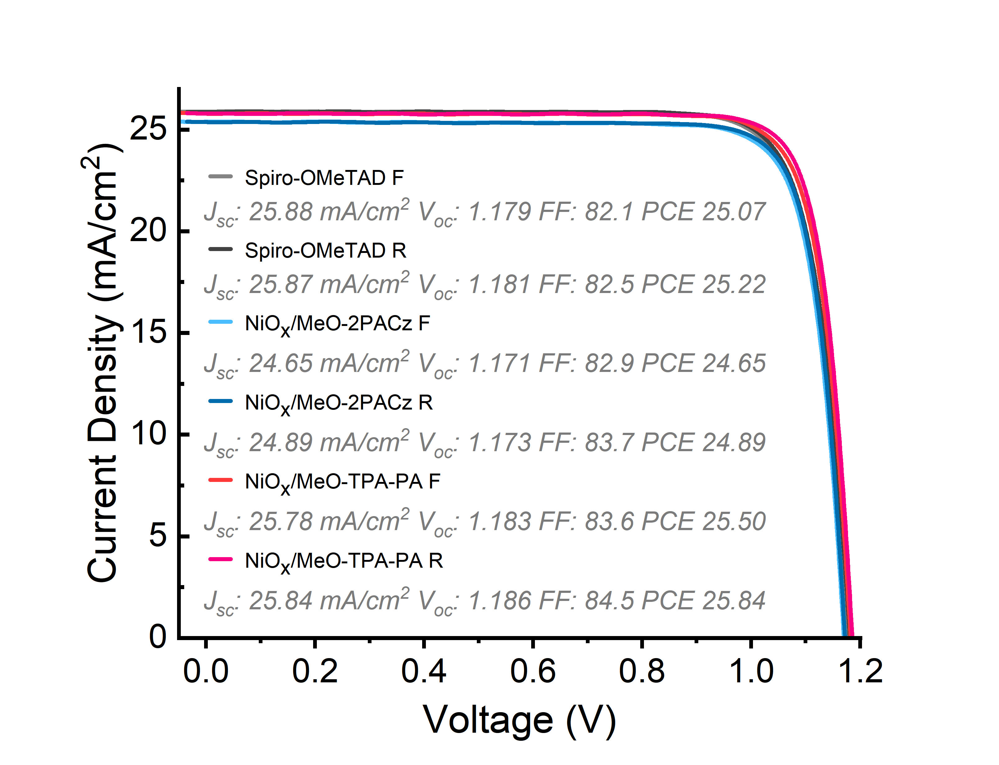 Current Density (mA/cm²)
25
20
15
10
5
0
Spiro-OMeTAD F
Jsc: 25.88 mA/cm² Voc: 1.179 FF: 82.1 PCE 25.07
Spiro-OMeTAD R
Jsc: 25.87 mA/cm² Voc: 1.181 FF: 82.5 PCE 25.22
NiOx/MeO-2PACz F
Jsc: 24.65 mA/cm² Voc: 1.171 FF: 82.9 PCE 24.65
NiOx/MeO-2PACz R
Jsc: 24.89 mA/cm² Voc: 1.173 FF: 83.7 PCE 24.89
NiOx/MeO-TPA-PA F
Jsc: 25.78 mA/cm² Voc: 1.183 FF: 83.6 PCE 25.50
NiOx/MeO-TPA-PA R
Jsc: 25.84 mA/cm² Voc: 1.186 FF: 84.5 PCE 25.84
0.0 0.2 0.4 0.6 0.8 1.0 1.2
Voltage (V)